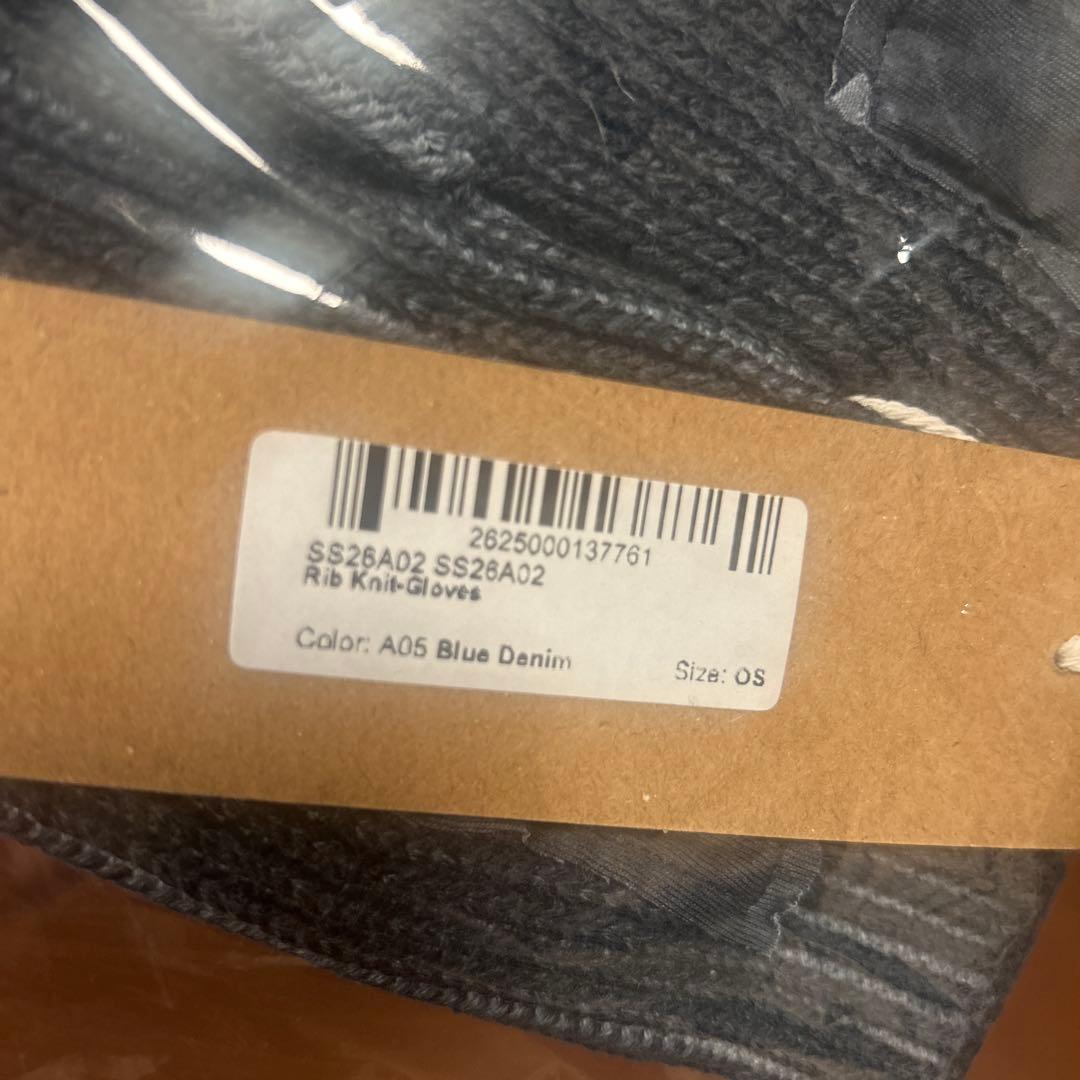 2625000137761
SS26A02 SS26A02
Rib Knit-Gloves
Color: A05 Blue Denim
Size: OS